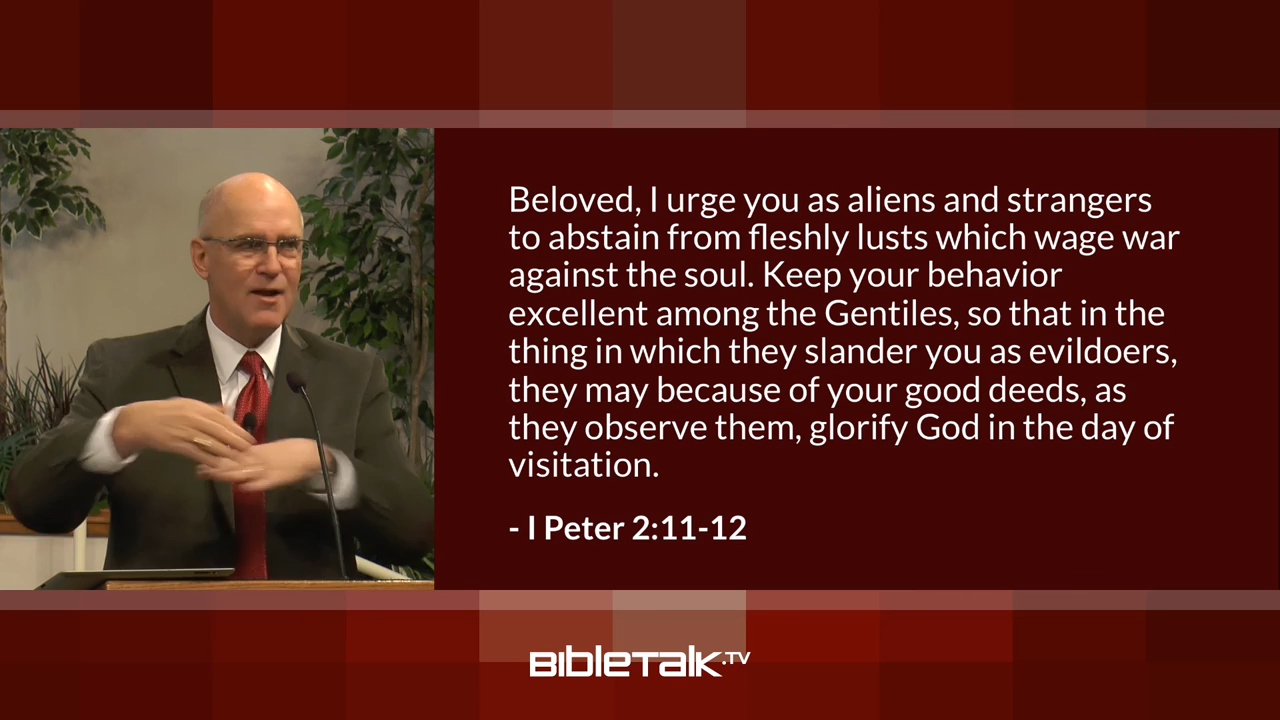 Beloved, I urge you as aliens and strangers
to abstain from fleshly lusts which wage war
against the soul. Keep your behavior
excellent among the Gentiles, so that in the
thing in which they slander you as evildoers,
they may because of your good deeds, as
they observe them, glorify God in the day of
visitation.
- I Peter 2:11-12
BIBLETALK.TV